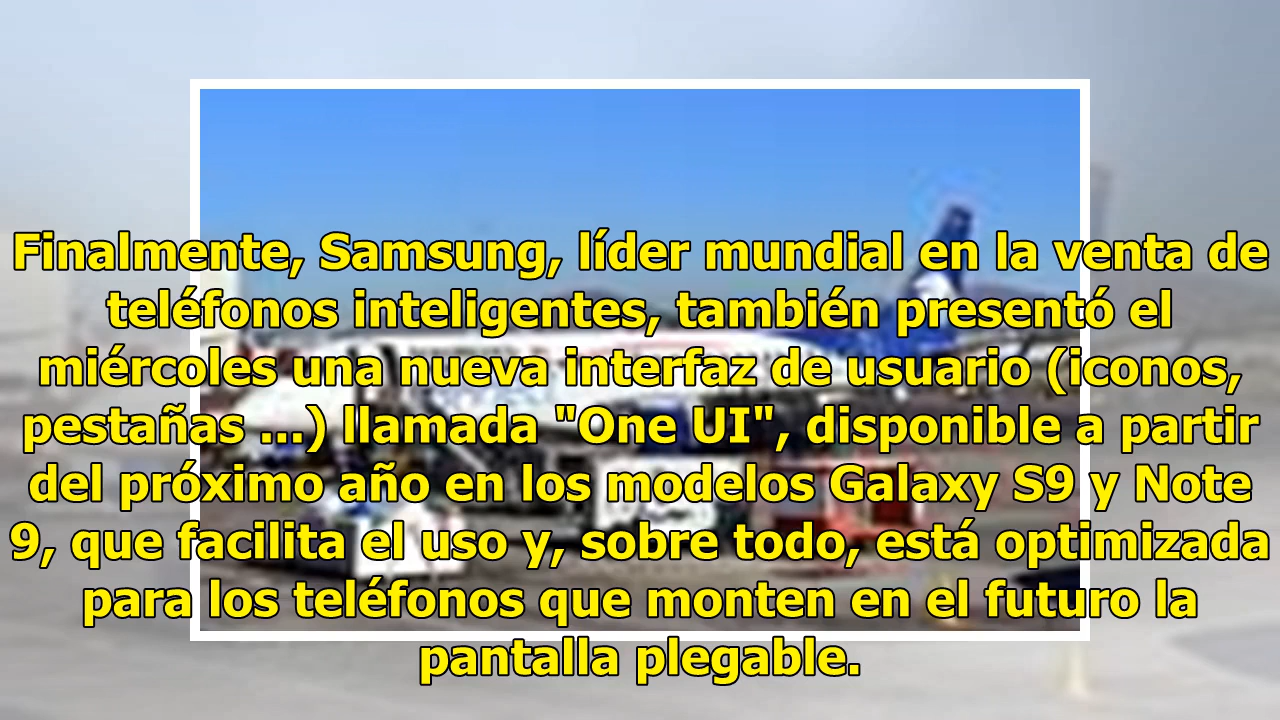 Finalmente, Samsung, líder mundial en la venta de
teléfonos inteligentes, también presentó el
miércoles una nueva interfaz de usuario (iconos,
pestañas ...) llamada "One UI", disponible a partir
del próximo año en los modelos Galaxy S9 y Note
9, que facilita el uso y, sobre todo, está optimizada
para los teléfonos que monten en el futuro la
pantalla plegable.